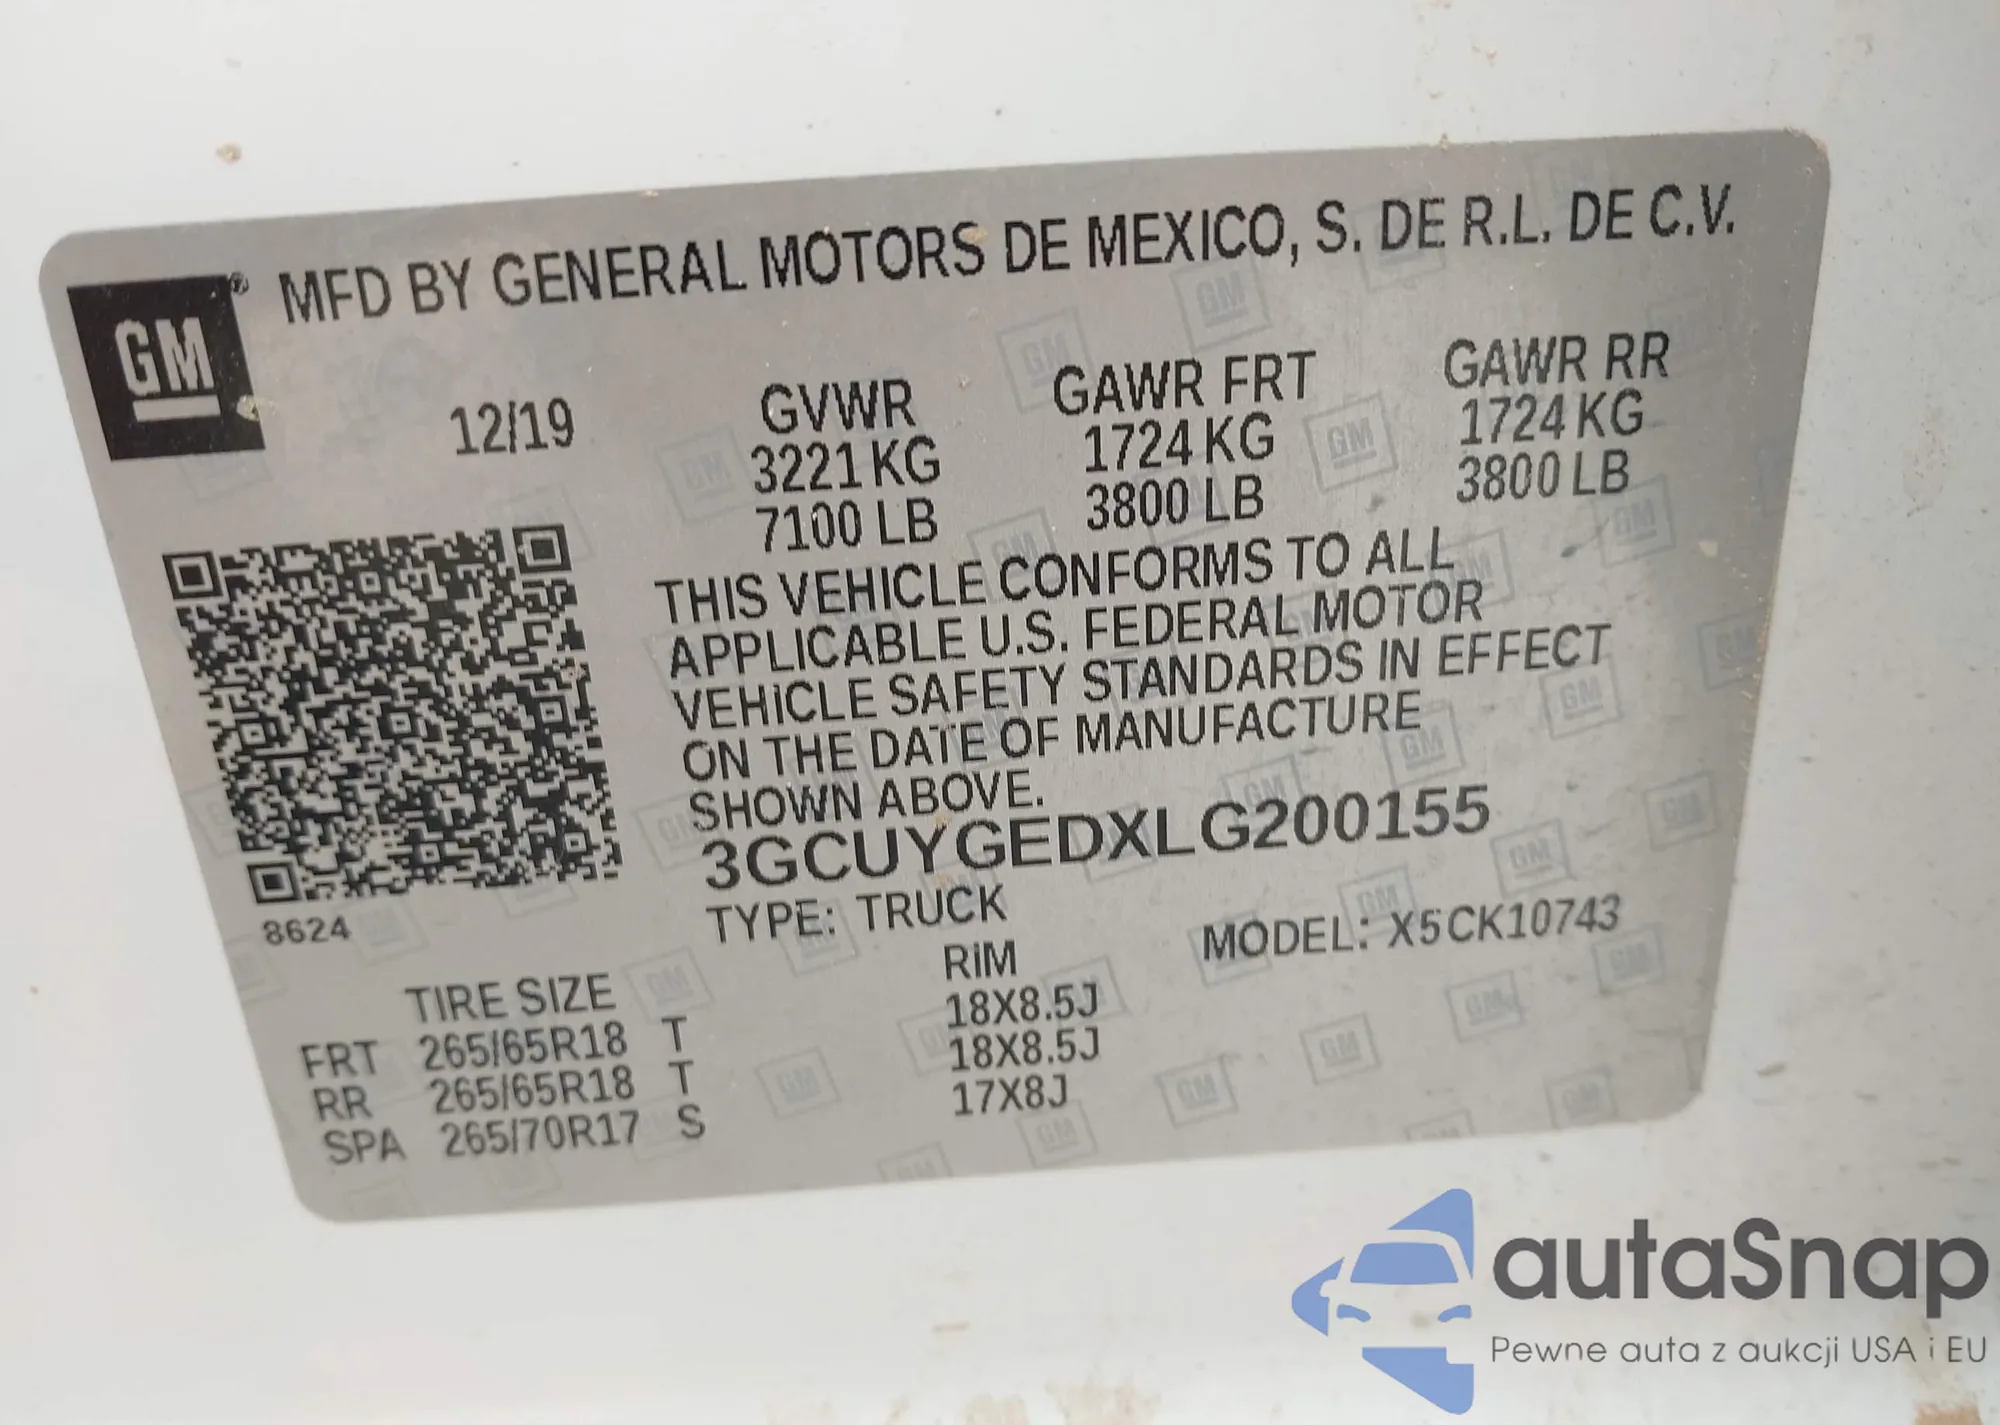 GM® MFD BY GENERAL MOTORS DE MEXICO, S. DE R.L. DE C.V.
12/19 GVWR GAWR FRT GAWR RR
3221 KG 1724 KG 1724 KG
7100 LB 3800 LB 3800 LB
THIS VEHICLE CONFORMS TO ALL
APPLICABLE U.S. FEDERAL MOTOR
VEHICLE SAFETY STANDARDS IN EFFECT
ON THE DATE OF MANUFACTURE
SHOWN ABOVE.
3GCUYGEDXLG200155
8624
TYPE: TRUCK MODEL: X5CK10743
TIRE SIZE RIM
FRT 265/65R18 T 18X8.5J
RR 265/65R18 T 18X8.5J
SPA 265/70R17 S 17X8J
autaSnap
Pewne auta z aukcji USA i EU